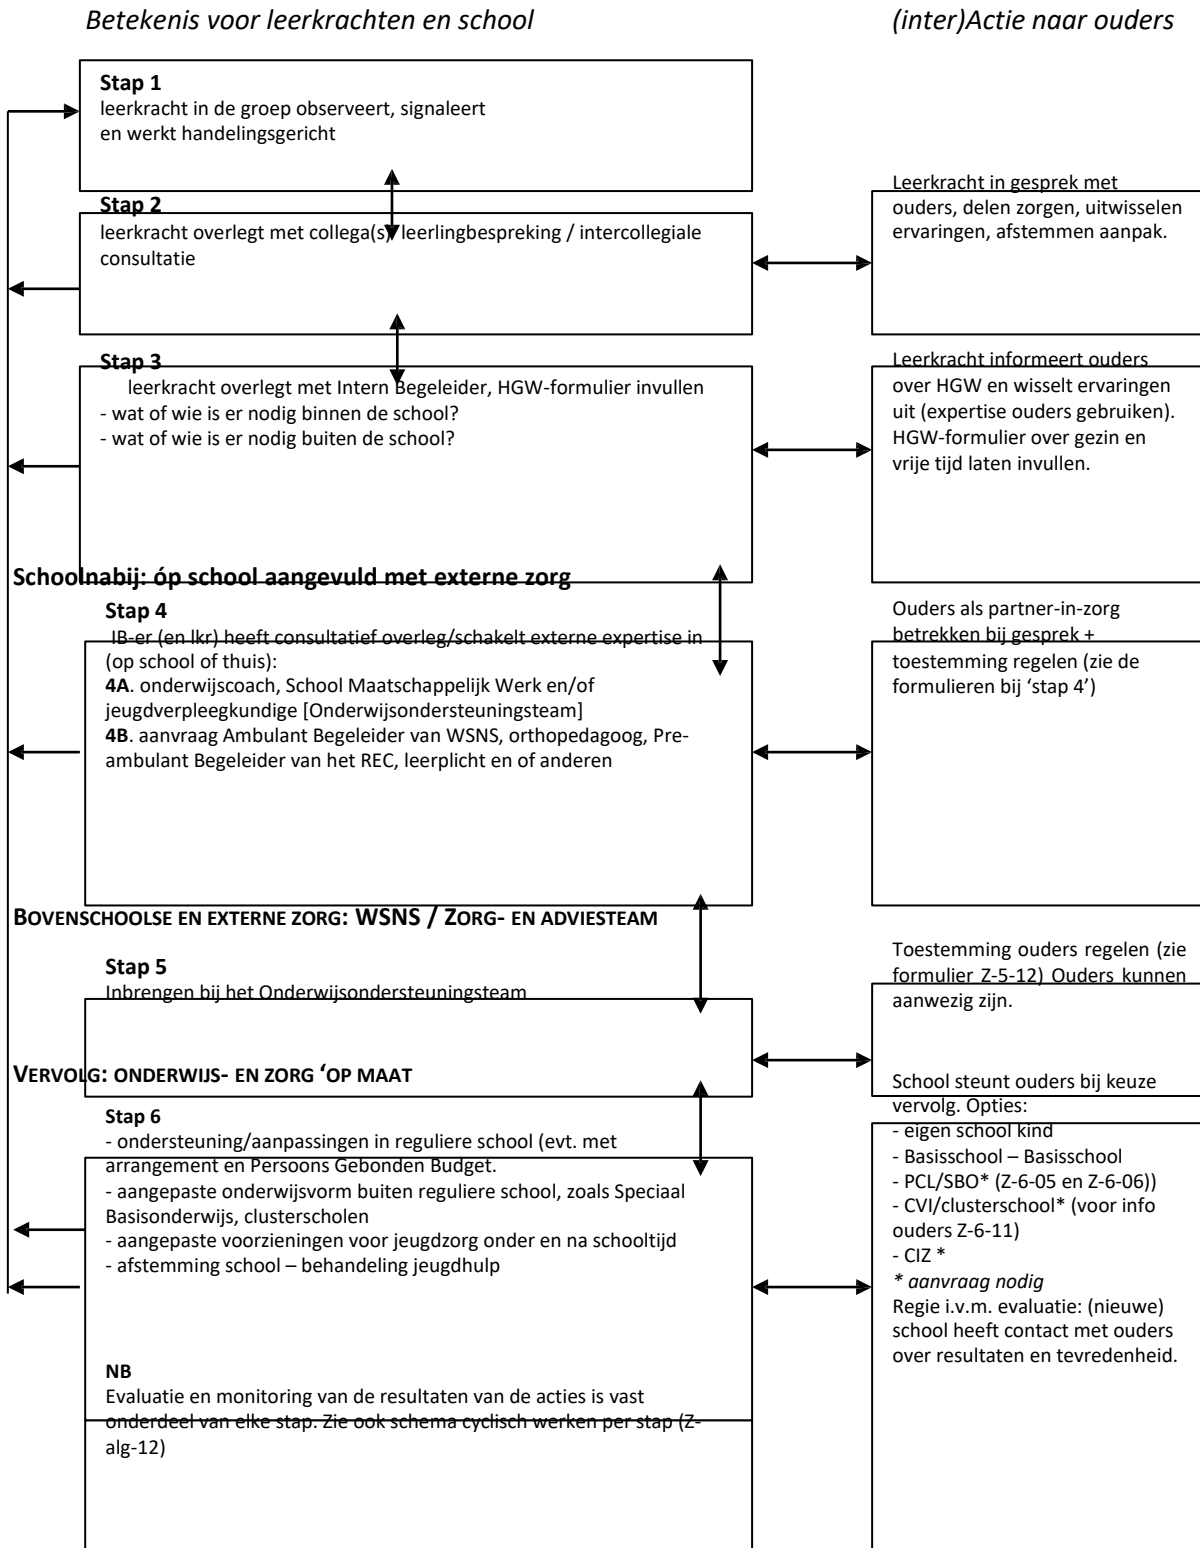 Betekenis voor leerkrachten en school
(inter)Actie naar ouders
Stap 1
leerkracht in de groep observeert, signaleert
en werkt handelingsgericht
Stap 2
leerkracht overlegt met collega(s)/ leerlingbespreking / intercollegiale
consultatie
Leerkracht in gesprek met
ouders, delen zorgen, uitwisselen
ervaringen, afstemmen aanpak.
Stap 3
leerkracht overlegt met Intern Begeleider, HGW-formulier invullen
- wat of wie is er nodig binnen de school?
- wat of wie is er nodig buiten de school?
Leerkracht informeert ouders
over HGW en wisselt ervaringen
uit (expertise ouders gebruiken).
HGW-formulier over gezin en
vrije tijd laten invullen.
Schoolnabij: óp school aangevuld met externe zorg
Stap 4
IB-er (en lkr) heeft consultatief overleg/schakelt externe expertise in
(op school of thuis):
4A. onderwijscoach, School Maatschappelijk Werk en/of
jeugdverpleegkundige [Onderwijsondersteuningsteam]
4B. aanvraag Ambulant Begeleider van WSNS, orthopedagoog, Pre-
ambulant Begeleider van het REC, leerplicht en of anderen
Ouders als partner-in-zorg
betrekken bij gesprek +
toestemming regelen (zie de
formulieren bij ‘stap 4’)
BOVENSCHOOLSE EN EXTERNE ZORG: WSNS / ZORG- EN ADVIESTEAM
Stap 5
Inbrengen bij het Onderwijsondersteuningsteam
Toestemming ouders regelen (zie
formulier Z-5-12) Ouders kunnen
aanwezig zijn.
VERVOLG: ONDERWIJS- EN ZORG ‘OP MAAT
Stap 6
- ondersteuning/aanpassingen in reguliere school (evt. met
arrangement en Persoons Gebonden Budget.
- aangepaste onderwijsvorm buiten reguliere school, zoals Speciaal
Basisonderwijs, clusterscholen
- aangepaste voorzieningen voor jeugdzorg onder en na schooltijd
- afstemming school – behandeling jeugdhulp
NB
Evaluatie en monitoring van de resultaten van de acties is vast
onderdeel van elke stap. Zie ook schema cyclisch werken per stap (Z-
alg-12)
School steunt ouders bij keuze
vervolg. Opties:
- eigen school kind
- Basisschool – Basisschool
- PCL/SBO* (Z-6-05 en Z-6-06))
- CVI/clusterschool* (voor info
ouders Z-6-11)
- CIZ *
* aanvraag nodig
Regie i.v.m. evaluatie: (nieuwe)
school heeft contact met ouders
over resultaten en tevredenheid.